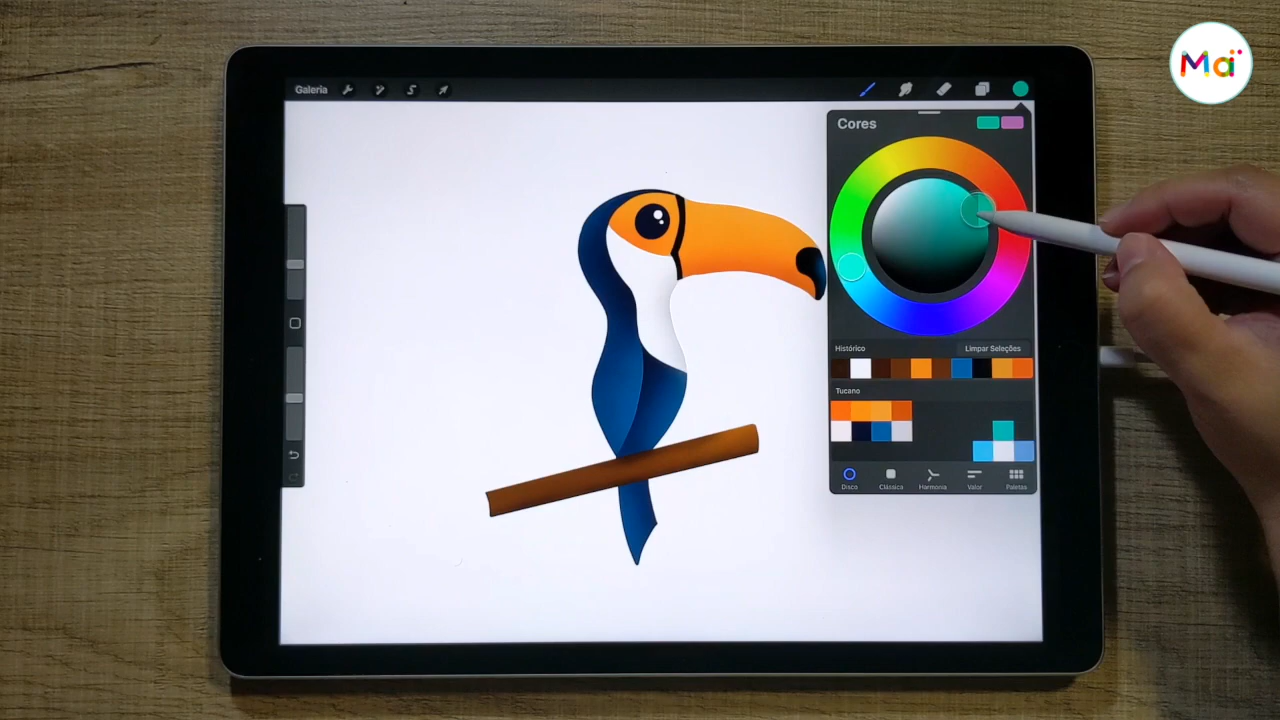 Mai
Galeria
Cores
Histórico
Limpar Seleções
Tucano
Disco
Clássica
Harmonia
Valor
Paletas